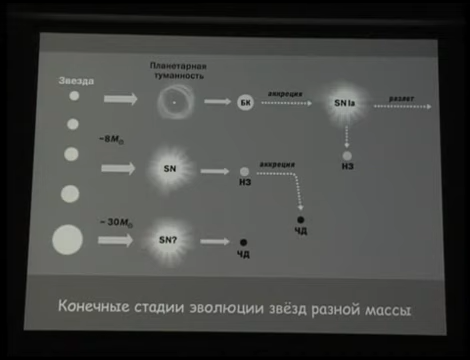 Планетарная
туманность
Звезда
БК
аккреция
SN Ia
разлёт
НЗ
~8M☉
SN
НЗ
аккреция
ЧД
~30M☉
SN?
ЧД
Конечные стадии эволюции звёзд разной массы